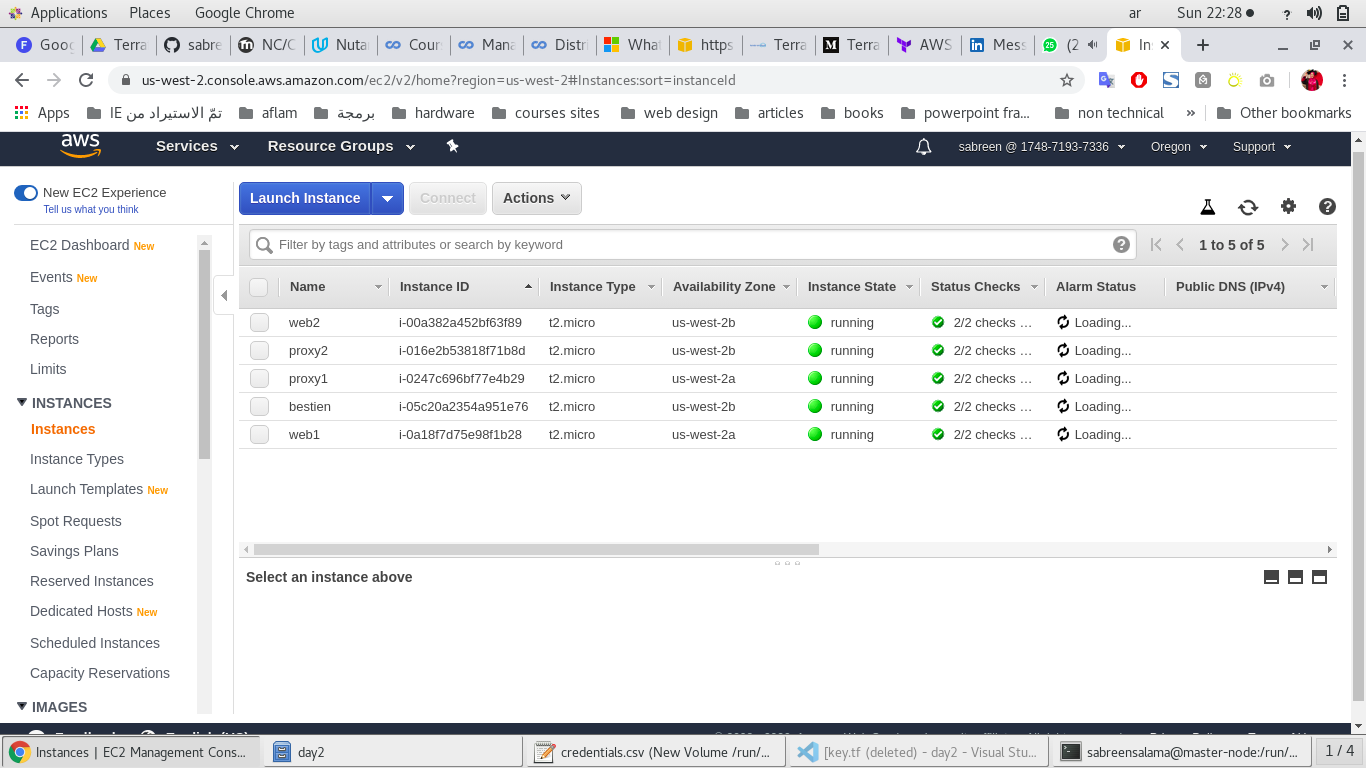 Applications Places Google Chrome ar Sun 22:28
Goog Terra sabre NC/C Nutan Cour Mana Distri What https Terra Terra AWS Mess (2 In
us-west-2.console.aws.amazon.com/ec2/v2/home?region=us-west-2#Instances:sort=instanceId
Apps تمّ الاستيراد من IE aflam برمجة hardware courses sites web design articles books powerpoint fra... non technical » Other bookmarks
aws Services Resource Groups sabreen @ 1748-7193-7336 Oregon Support
New EC2 Experience
Tell us what you think
Launch Instance Connect Actions
EC2 Dashboard New
Events New
Tags
Reports
Limits
INSTANCES
Instances
Instance Types
Launch Templates New
Spot Requests
Savings Plans
Reserved Instances
Dedicated Hosts New
Scheduled Instances
Capacity Reservations
IMAGES
Filter by tags and attributes or search by keyword 1 to 5 of 5
Name Instance ID Instance Type Availability Zone Instance State Status Checks Alarm Status Public DNS (IPv4)
web2 i-00a382a452bf63f89 t2.micro us-west-2b running 2/2 checks … Loading...
proxy2 i-016e2b53818f71b8d t2.micro us-west-2b running 2/2 checks … Loading...
proxy1 i-0247c696bf77e4b29 t2.micro us-west-2a running 2/2 checks … Loading...
bestien i-05c20a2354a951e76 t2.micro us-west-2b running 2/2 checks … Loading...
web1 i-0a18f7d75e98f1b28 t2.micro us-west-2a running 2/2 checks … Loading...
Select an instance above
Instances | EC2 Management Cons... day2 credentials.csv (New Volume /run/... [key.tf (deleted) - day2 - Visual Stu... sabreensalama@master-node:/run/... 1 / 4